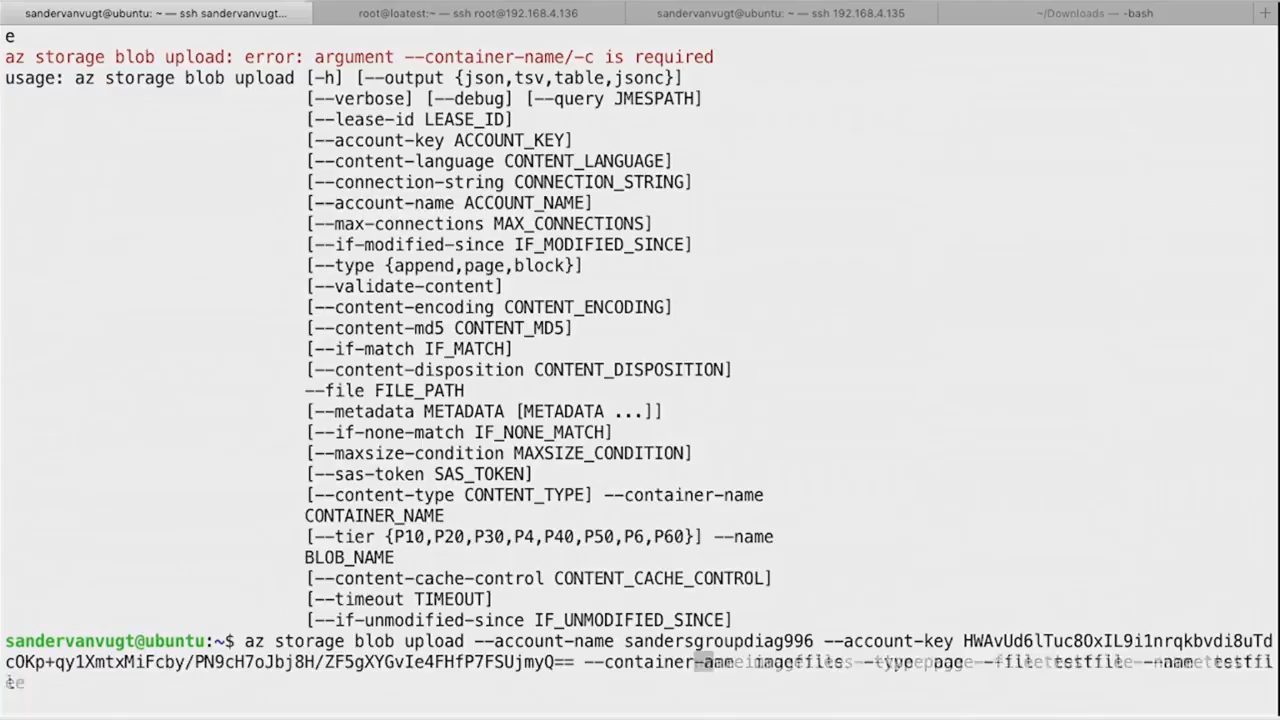 sandervanvugt@ubuntu: ~ — ssh sandervanvugt... root@loatest:~ — ssh root@192.168.4.136 sandervanvugt@ubuntu: ~ — ssh 192.168.4.135 ~/Downloads — -bash +
e
az storage blob upload: error: argument --container-name/-c is required
usage: az storage blob upload [-h] [--output {json,tsv,table,jsonc}]
[--verbose] [--debug] [--query JMESPATH]
[--lease-id LEASE_ID]
[--account-key ACCOUNT_KEY]
[--content-language CONTENT_LANGUAGE]
[--connection-string CONNECTION_STRING]
[--account-name ACCOUNT_NAME]
[--max-connections MAX_CONNECTIONS]
[--if-modified-since IF_MODIFIED_SINCE]
[--type {append,page,block}]
[--validate-content]
[--content-encoding CONTENT_ENCODING]
[--content-md5 CONTENT_MD5]
[--if-match IF_MATCH]
[--content-disposition CONTENT_DISPOSITION]
--file FILE_PATH
[--metadata METADATA [METADATA ...]]
[--if-none-match IF_NONE_MATCH]
[--maxsize-condition MAXSIZE_CONDITION]
[--sas-token SAS_TOKEN]
[--content-type CONTENT_TYPE] --container-name
CONTAINER_NAME
[--tier {P10,P20,P30,P4,P40,P50,P6,P60}] --name
BLOB_NAME
[--content-cache-control CONTENT_CACHE_CONTROL]
[--timeout TIMEOUT]
[--if-unmodified-since IF_UNMODIFIED_SINCE]
sandervanvugt@ubuntu:~$ az storage blob upload --account-name sandersgroupdiag996 --account-key HWAvUd6lTuc8OxIL9i1nrqkbvdi8uTd
cOKp+qy1XmtxMiFcby/PN9cH7oJbj8H/ZF5gXYGvIe4FHfP7FSUjmyQ== --container